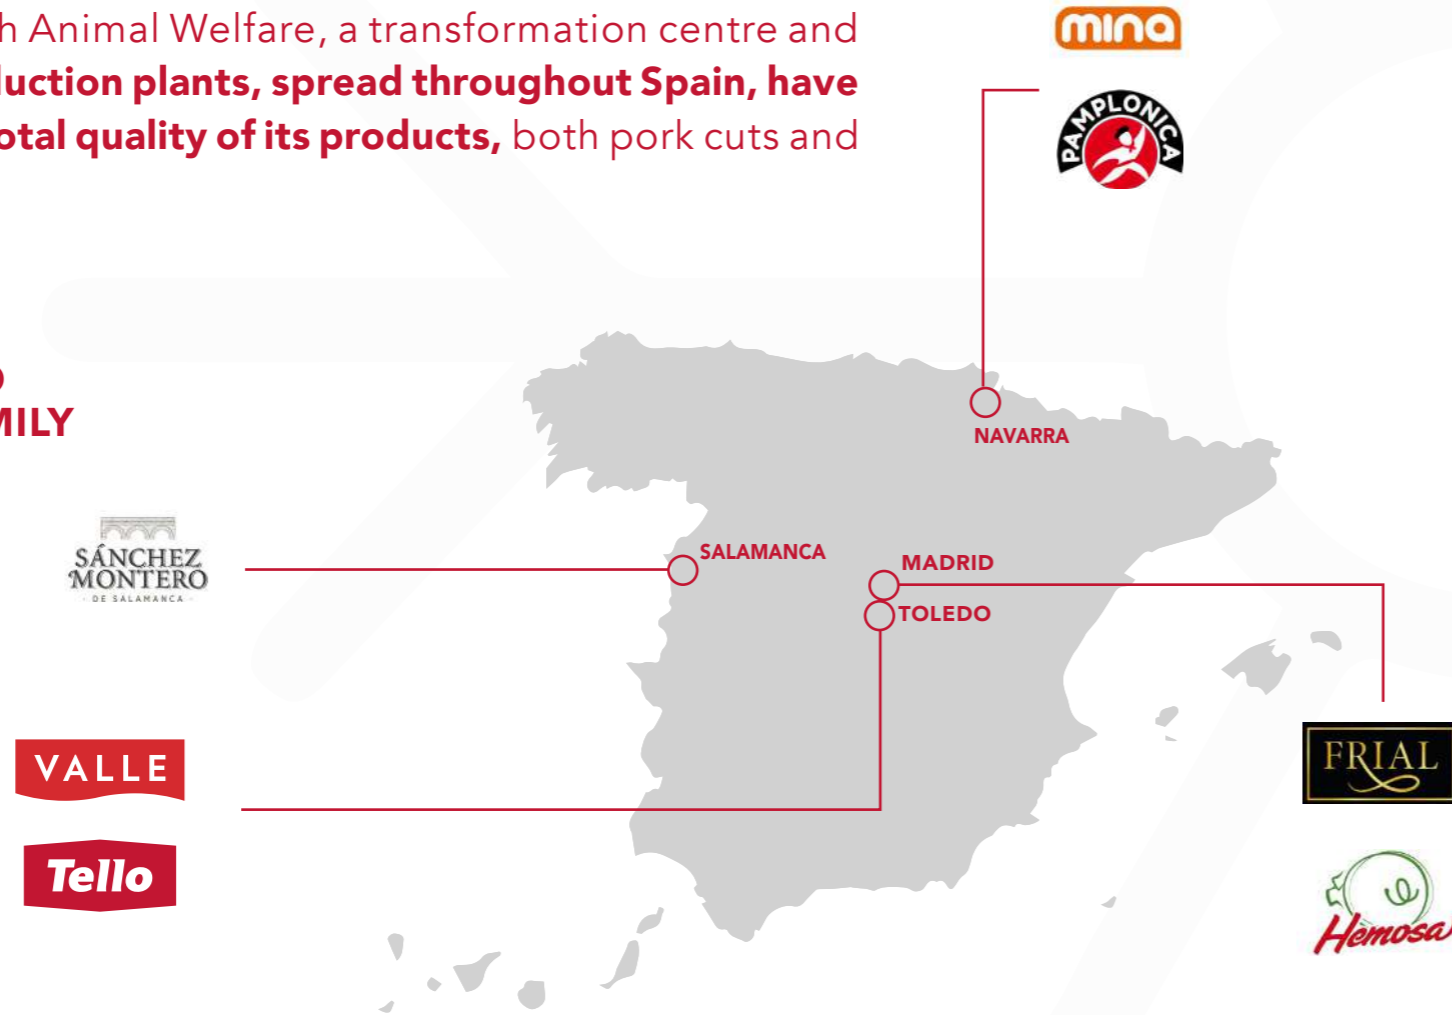 h Animal Welfare, a transformation centre and
duction plants, spread throughout Spain, have
otal quality of its products, both pork cuts and
mina
PAMPLONICA
MILY
NAVARRA
SÁNCHEZ
MONTERO
- DE SALAMANCA -
SALAMANCA
MADRID
TOLEDO
VALLE
Tello
FRIAL
Hemosa